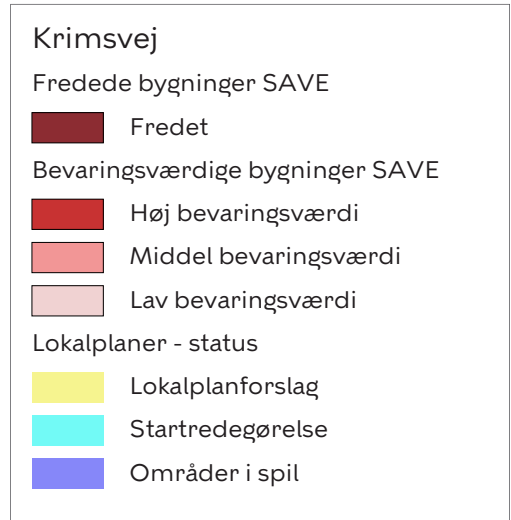 Krimsvej
Fredede bygninger SAVE
Fredet
Bevaringsværdige bygninger SAVE
Høj bevaringsværdi
Middel bevaringsværdi
Lav bevaringsværdi
Lokalplaner - status
Lokalplanforslag
Startredegørelse
Områder i spil